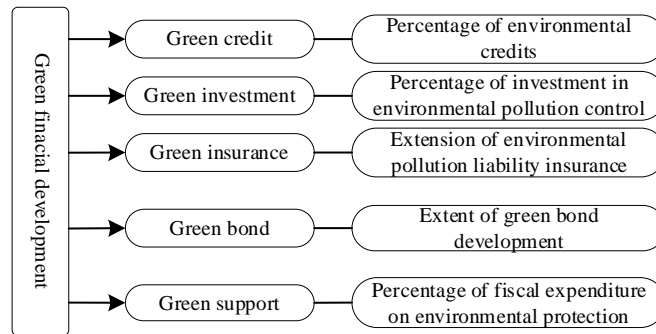 Green finacial development
Green credit
Percentage of environmental
credits
Green investment
Percentage of investment in
environmental pollution control
Green insurance
Extension of environmental
pollution liability insurance
Green bond
Extent of green bond
development
Green support
Percentage of fiscal expenditure
on environmental protection